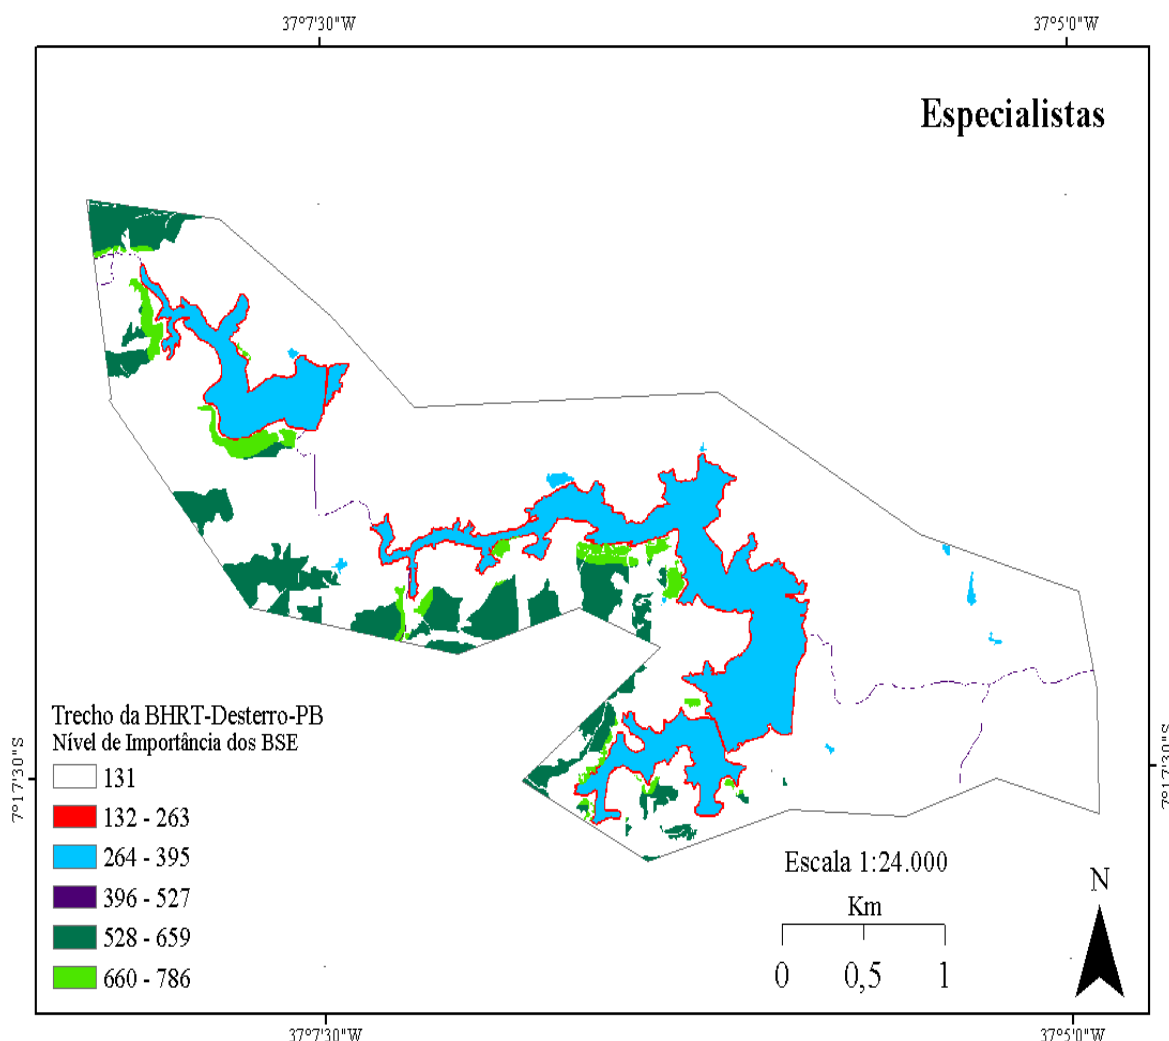 37°7'30"W
37°5'0"W
Especialistas
7°17'30"S
7°17'30"S
Trecho da BHRT-Desterro-PB
Nível de Importância dos BSE
131
132 - 263
264 - 395
396 - 527
528 - 659
660 - 786
Escala 1:24.000
Km
0 0,5 1
N
37°7'30"W
37°5'0"W